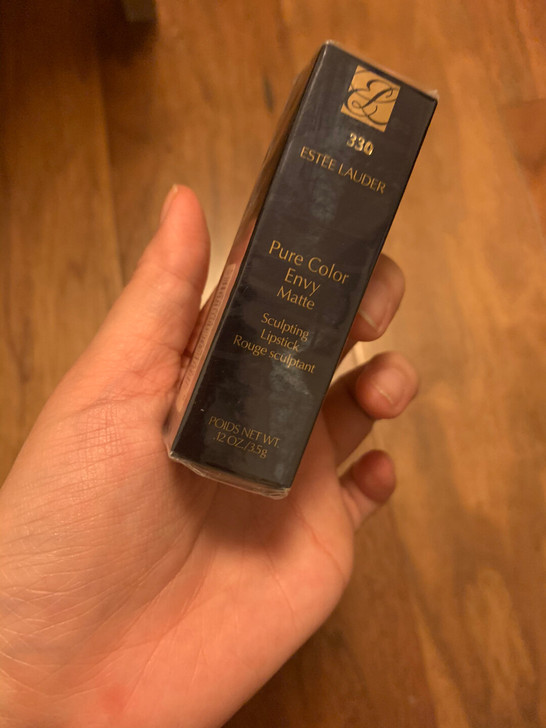 330
ESTĒE LAUDER
Pure Color
Envy
Matte
Sculpting
Lipstick
Rouge sculptant
POIDS NET WT.
.12 OZ./3.5g